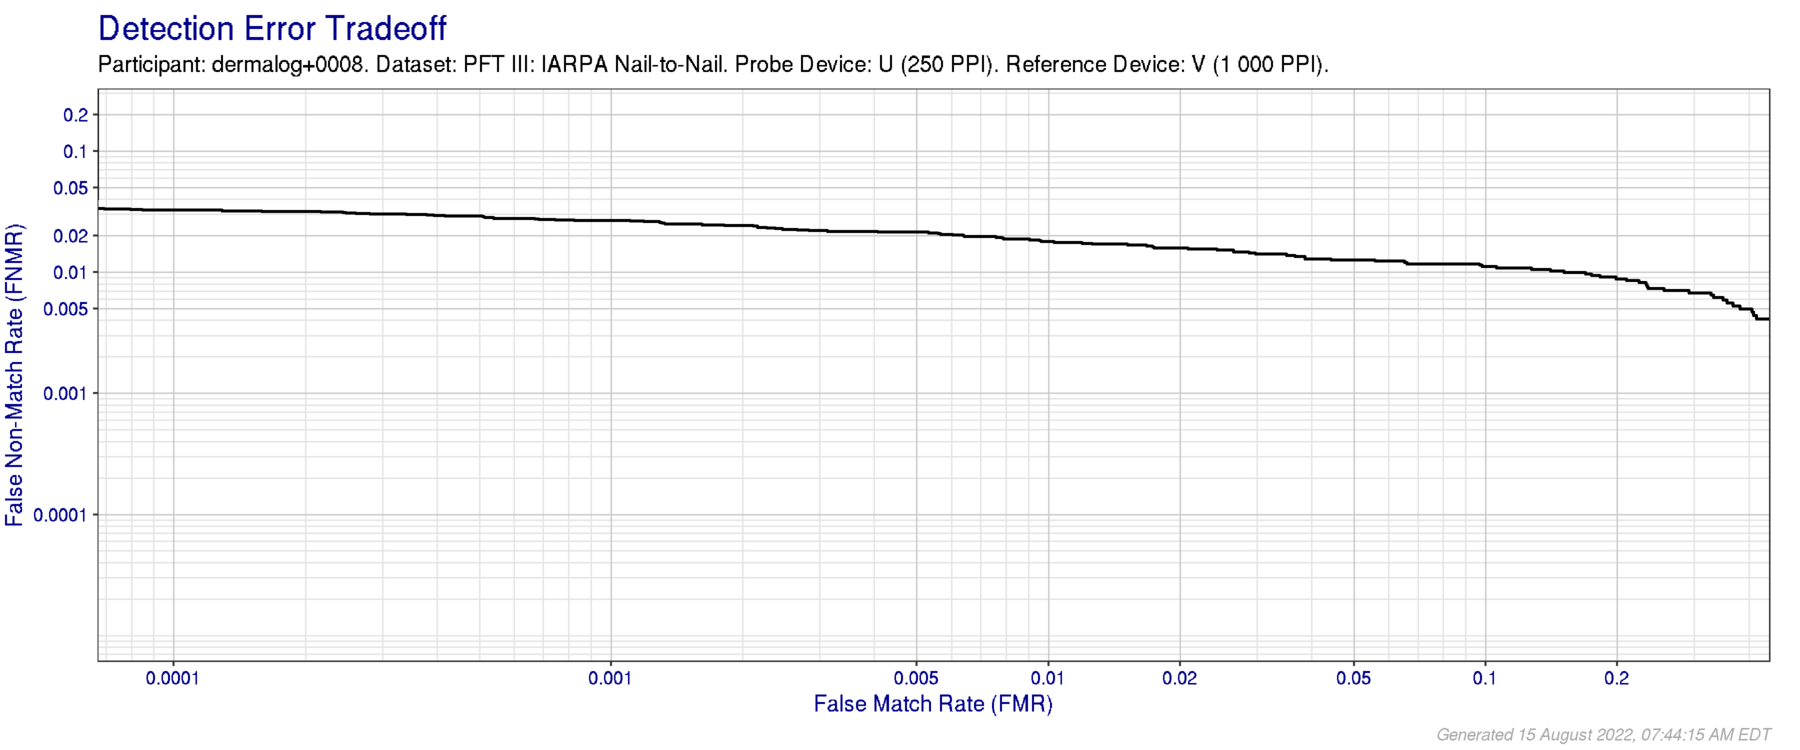 Detection Error Tradeoff
Participant: dermalog+0008. Dataset: PFT III: IARPA Nail-to-Nail. Probe Device: U (250 PPI). Reference Device: V (1 000 PPI).
False Non-Match Rate (FNMR)
0.2
0.1
0.05
0.02
0.01
0.005
0.001
0.0001
0.0001 0.001 0.005 0.01 0.02 0.05 0.1 0.2
False Match Rate (FMR)
Generated 15 August 2022, 07:44:15 AM EDT